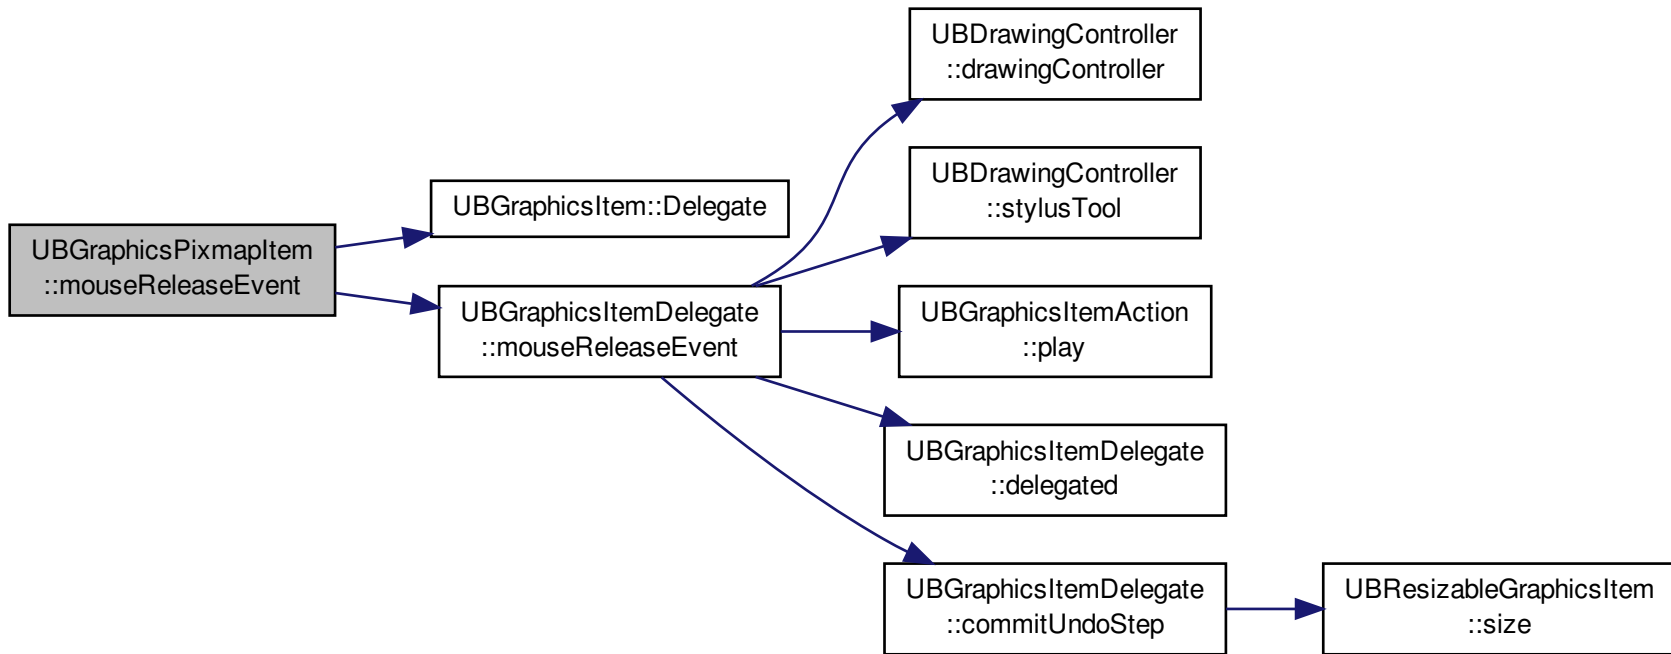 UBGraphicsPixmapItem
::mouseReleaseEvent
UBGraphicsItem::Delegate
UBGraphicsItemDelegate
::mouseReleaseEvent
UBDrawingController
::drawingController
UBDrawingController
::stylusTool
UBGraphicsItemAction
::play
UBGraphicsItemDelegate
::delegated
UBGraphicsItemDelegate
::commitUndoStep
UBResizableGraphicsItem
::size